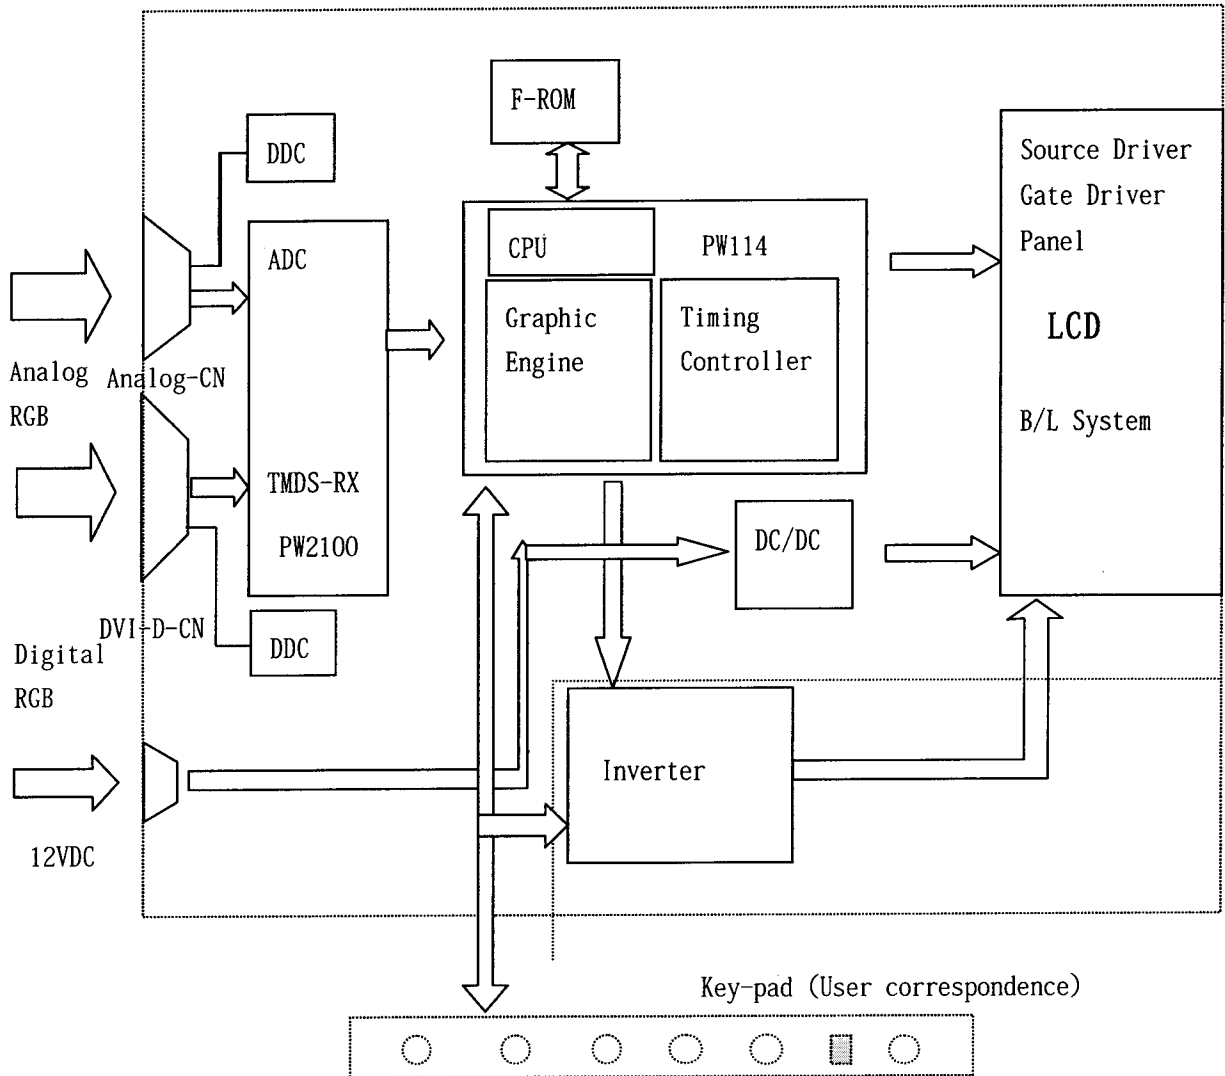 F-ROM
DDC
Source Driver
Gate Driver
Panel
LCD
B/L System
CPU
PW114
ADC
Graphic
Engine
Timing
Controller
Analog
RGB
Analog-CN
TMDS-RX
PW2100
DC/DC
DVI-D-CN
DDC
Digital
RGB
Inverter
12VDC
Key-pad (User correspondence)